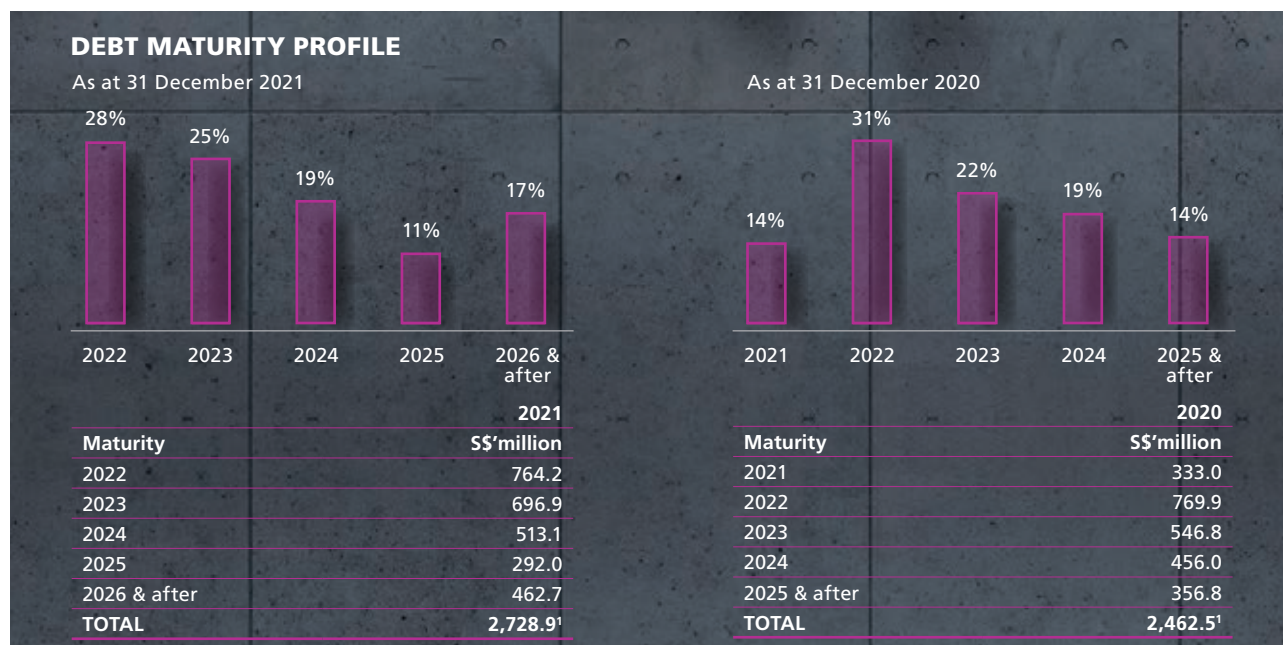 DEBT MATURITY PROFILE
As at 31 December 2021
28%
25%
19%
11%
17%
2022
2023
2024
2025
2026 &
after
2021
Maturity S$'million
2022 764.2
2023 696.9
2024 513.1
2025 292.0
2026 & after 462.7
TOTAL 2,728.9¹
As at 31 December 2020
14%
31%
22%
19%
14%
2021
2022
2023
2024
2025 &
after
2020
Maturity S$'million
2021 333.0
2022 769.9
2023 546.8
2024 456.0
2025 & after 356.8
TOTAL 2,462.5¹